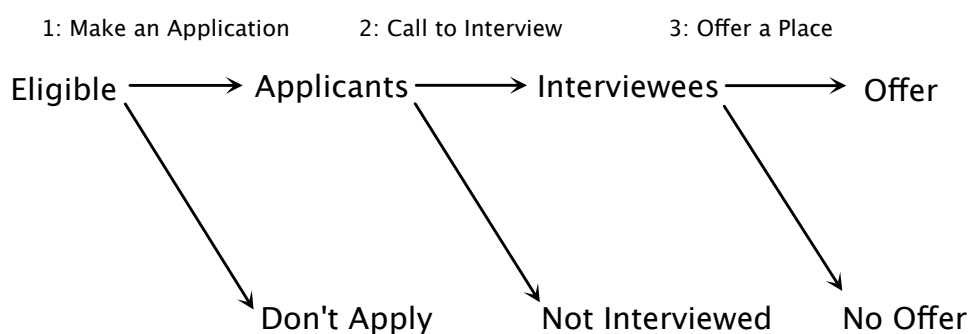 1: Make an Application 2: Call to Interview 3: Offer a Place
Eligible Applicants Interviewees Offer
Don't Apply Not Interviewed No Offer